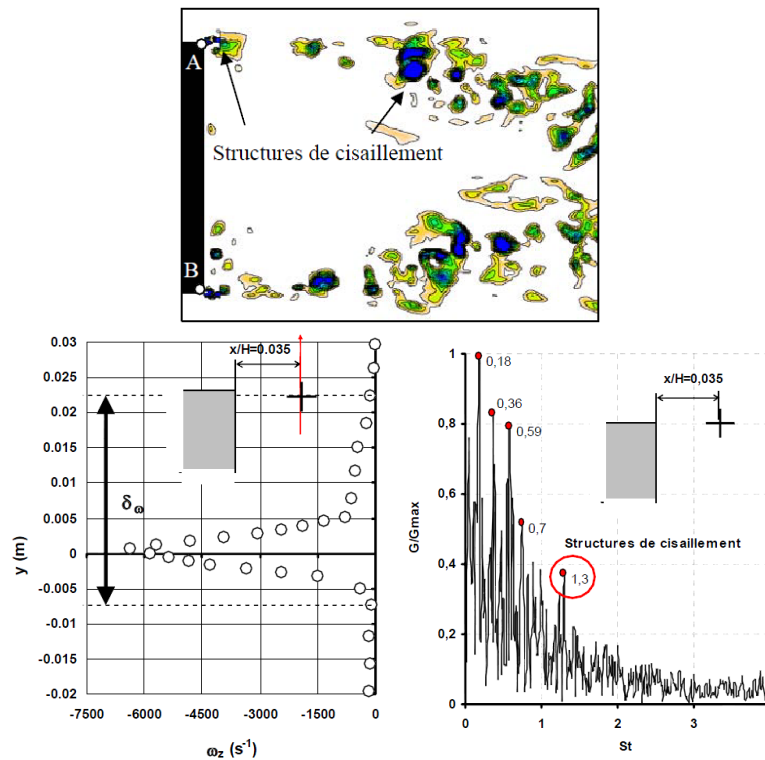 A
Structures de cisaillement
B
x/H=0.035
0.03
0.025
0.02
0.015
0.01
0.005
0
-0.005
-0.01
-0.015
-0.02
y (m)
δω
-7500 -6000 -4500 -3000 -1500 0
ωz (s-1)
x/H=0,035
1
0,8
0,6
0,4
0,2
0
G/Gmax
0,18
0,36
0,59
0,7
Structures de cisaillement
1,3
0 1 2 3
St